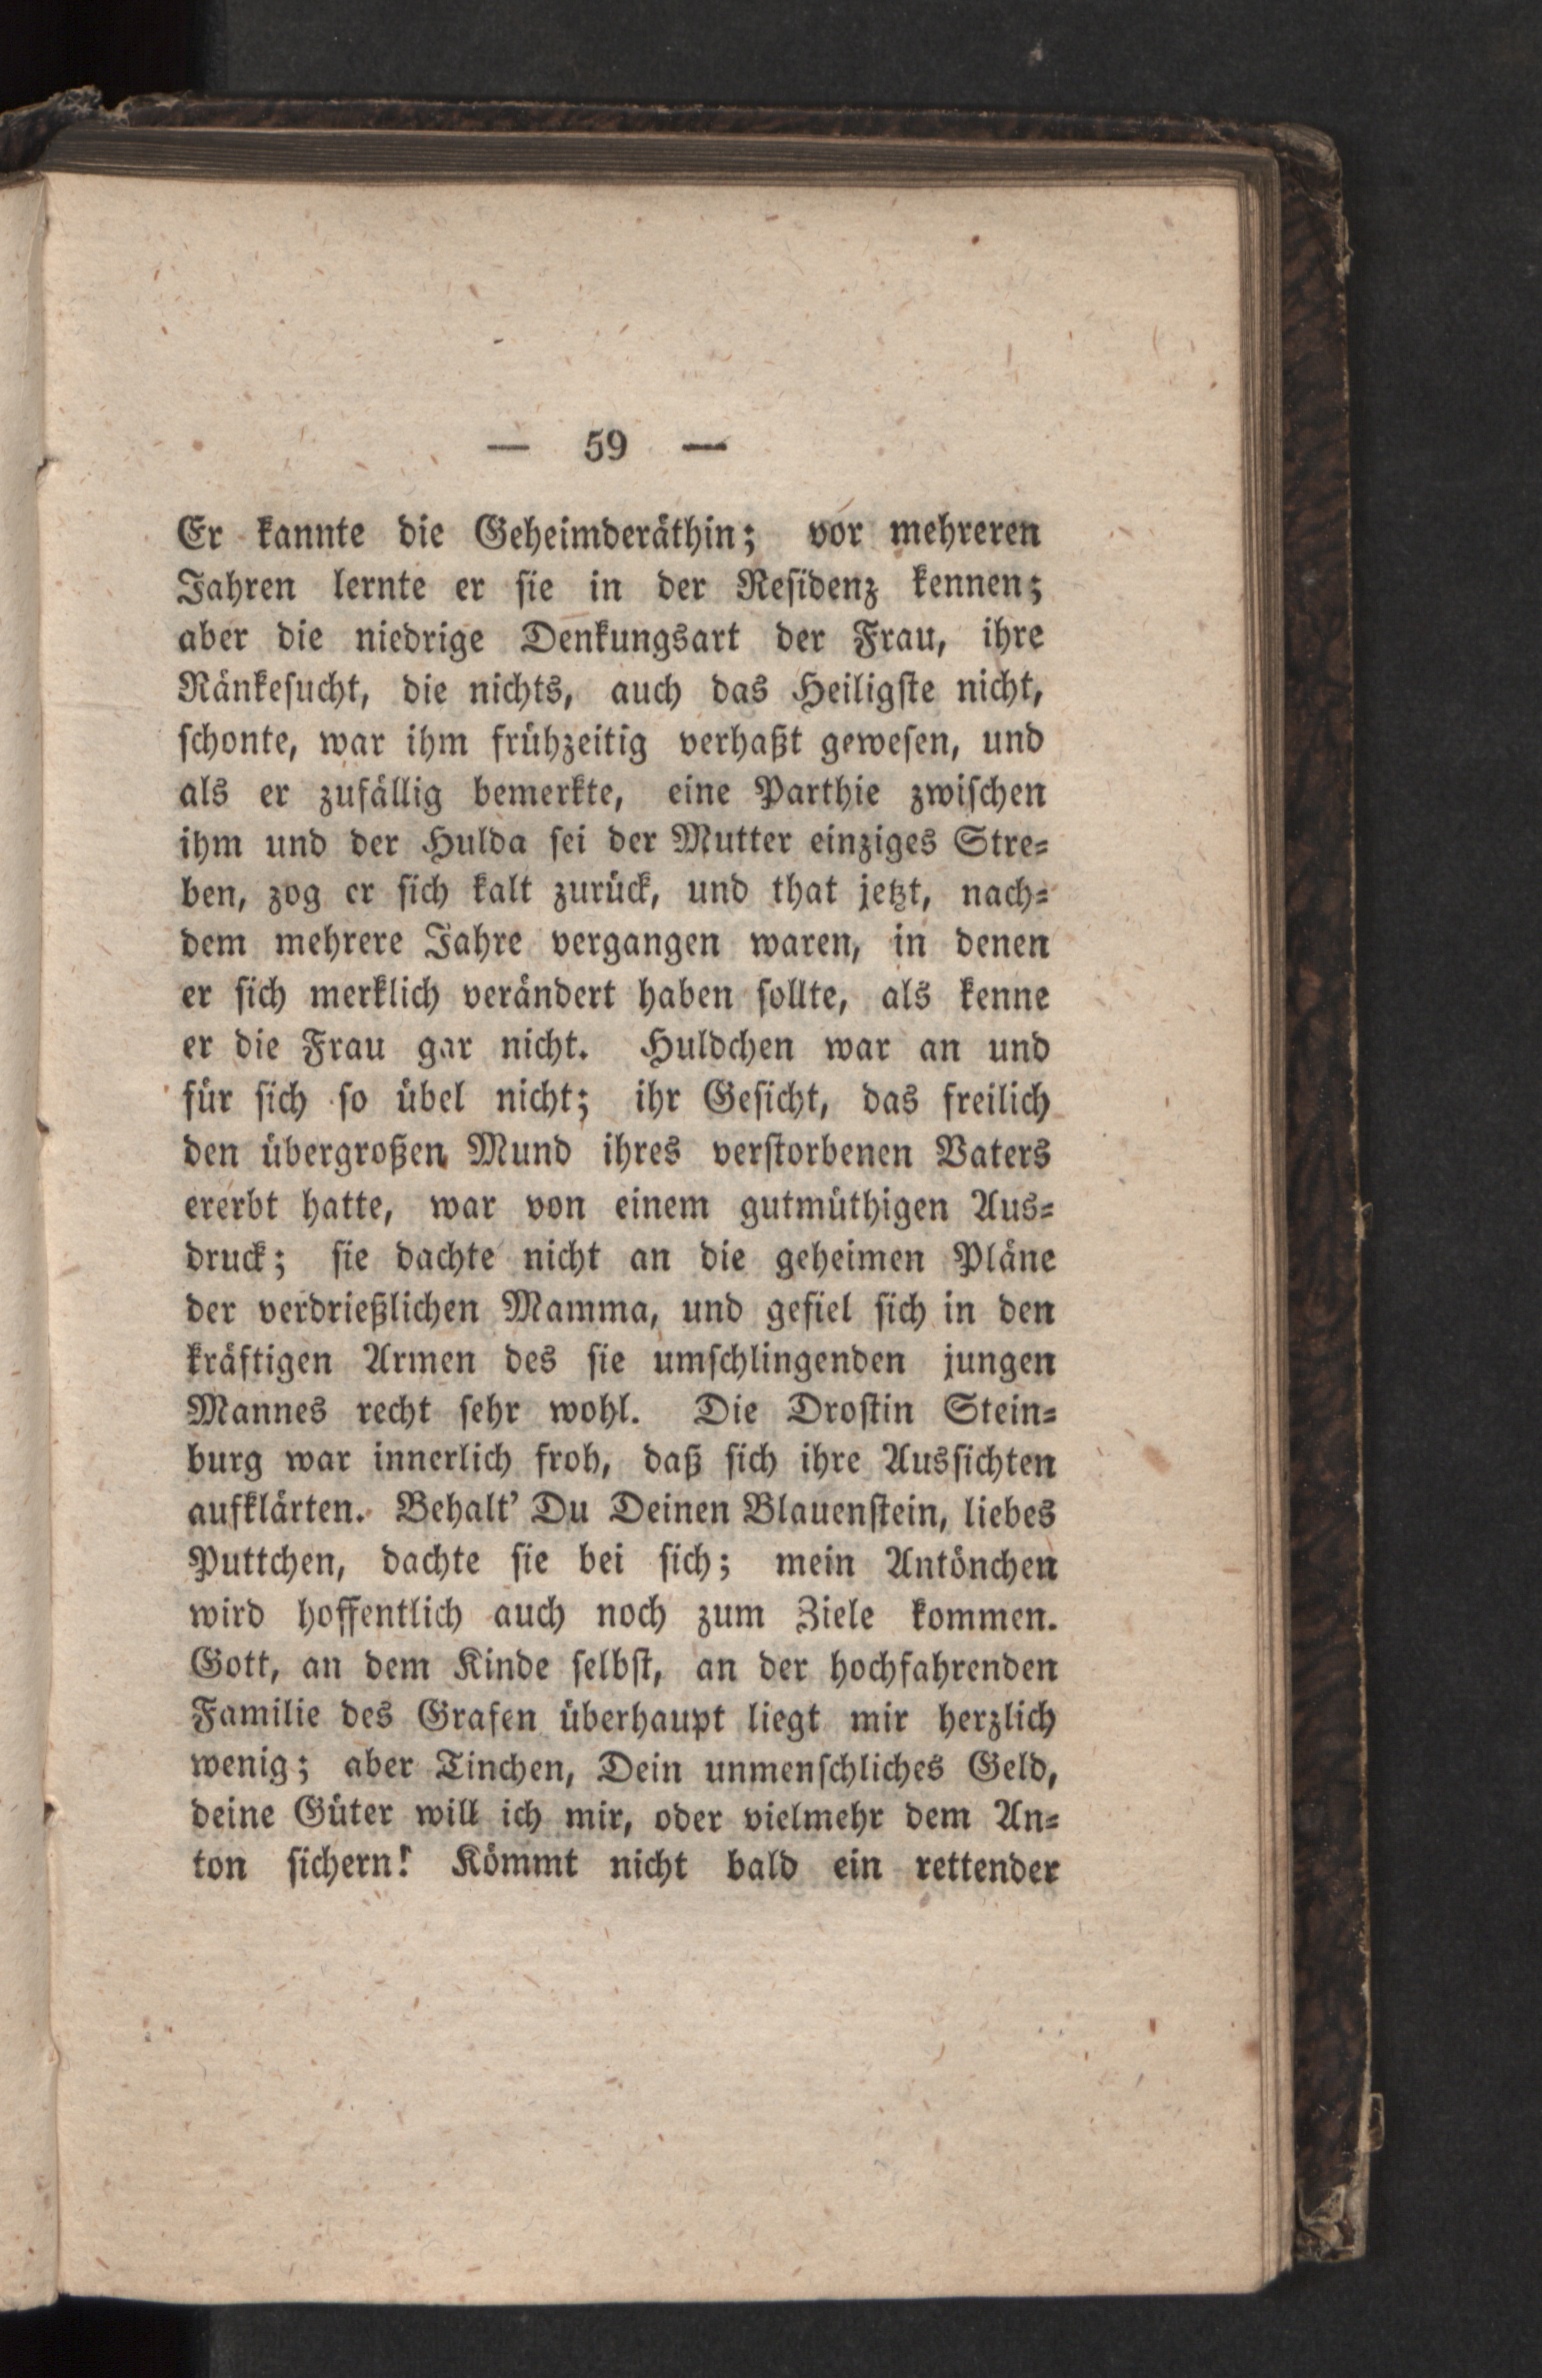 — 59 —
Er kannte die Geheimderäthin; vor mehreren
Jahren lernte er sie in der Residenz kennen;
aber die niedrige Denkungsart der Frau, ihre
Ränkesucht, die nichts, auch das Heiligste nicht,
schonte, war ihm frühzeitig verhaßt gewesen, und
als er zufällig bemerkte, eine Parthie zwischen
ihm und der Hulda sei der Mutter einziges Stre-
ben, zog er sich kalt zurück, und that jetzt, nach-
dem mehrere Jahre vergangen waren, in denen
er sich merklich verändert haben sollte, als kenne
er die Frau gar nicht. Huldchen war an und
für sich so übel nicht; ihr Gesicht, das freilich
den übergroßen Mund ihres verstorbenen Vaters
ererbt hatte, war von einem gutmüthigen Aus-
druck; sie dachte nicht an die geheimen Pläne
der verdrießlichen Mamma, und gefiel sich in den
kräftigen Armen des sie umschlingenden jungen
Mannes recht sehr wohl. Die Drostin Stein-
burg war innerlich froh, daß sich ihre Aussichten
aufklärten. Behalt' Du Deinen Blauenstein, liebes
Puttchen, dachte sie bei sich; mein Antönchen
wird hoffentlich auch noch zum Ziele kommen.
Gott, an dem Kinde selbst, an der hochfahrenden
Familie des Grafen überhaupt liegt mir herzlich
wenig; aber Tinchen, Dein unmenschliches Geld,
deine Güter will ich mir, oder vielmehr dem An-
ton sichern! Kömmt nicht bald ein rettender